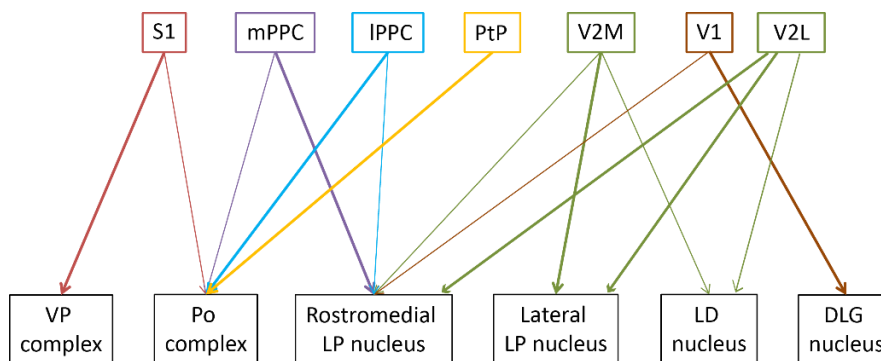 S1 mPPC lPPC PtP V2M V1 V2L
VP Po Rostromedial Lateral LD DLG
complex complex LP nucleus LP nucleus nucleus nucleus